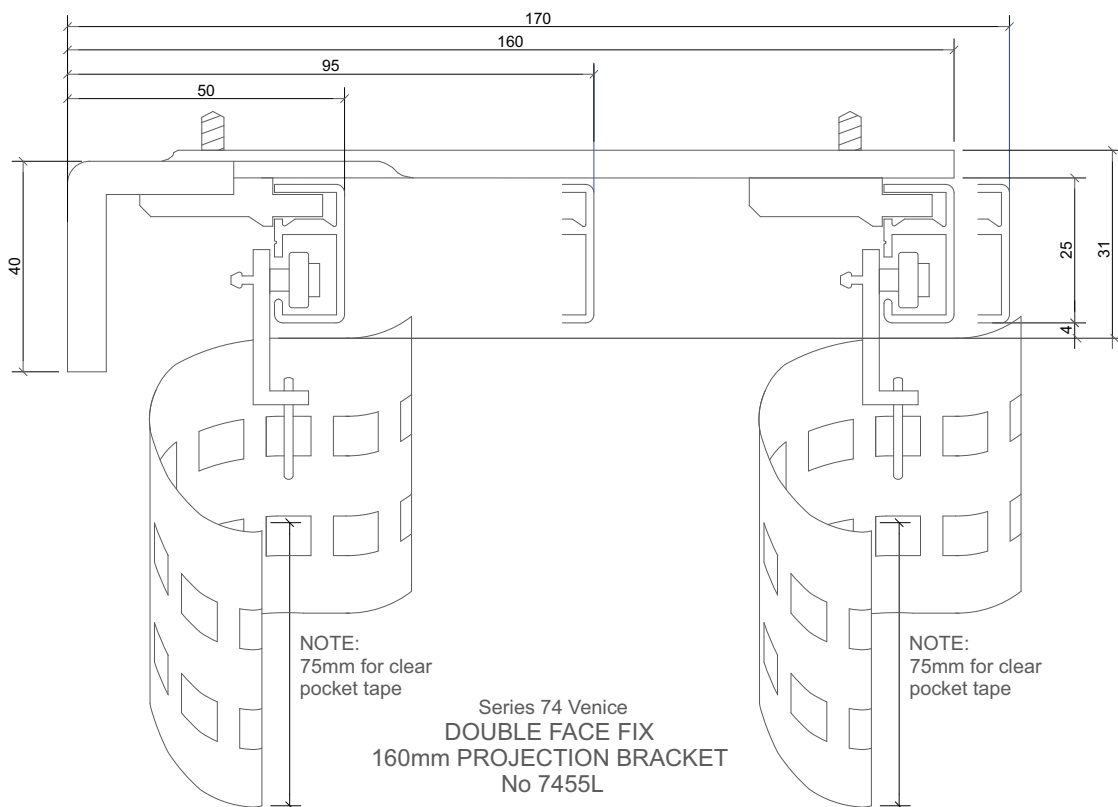 170
160
95
50
40
25
31
4
NOTE:
75mm for clear
pocket tape
NOTE:
75mm for clear
pocket tape
Series 74 Venice
DOUBLE FACE FIX
160mm PROJECTION BRACKET
No 7455L